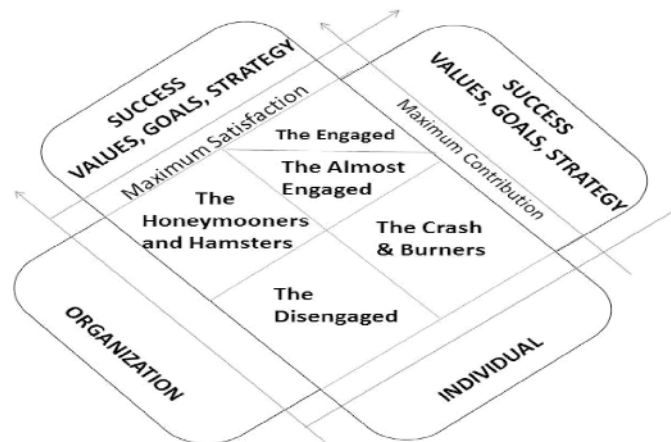 SUCCESS
VALUES, GOALS, STRATEGY
Maximum Satisfaction
SUCCESS
VALUES, GOALS, STRATEGY
Maximum Contribution
The Engaged
The Almost
Engaged
The
Honeymooners
and Hamsters
The Crash
& Burners
The
Disengaged
ORGANIZATION
INDIVIDUAL